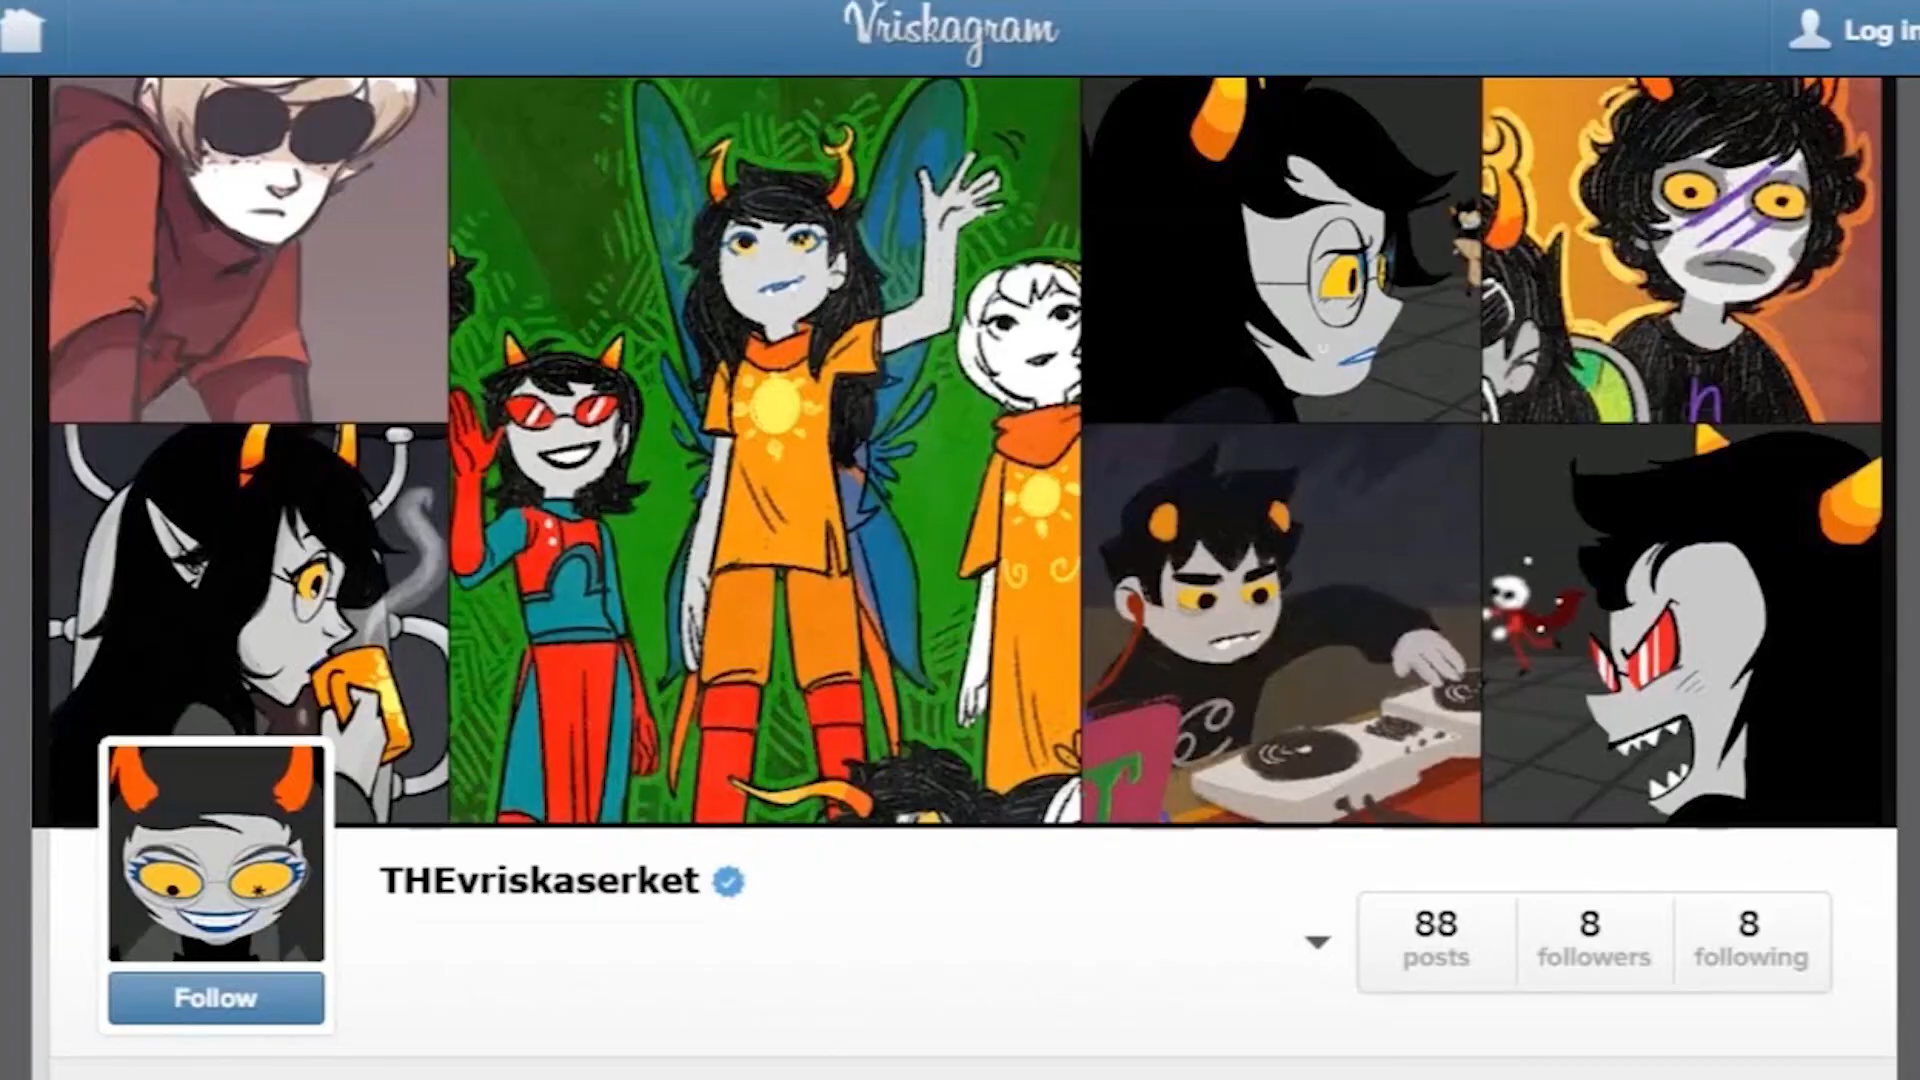 Vriskagram
Log in
n
THEvriskaserket
88
posts
8
followers
8
following
Follow